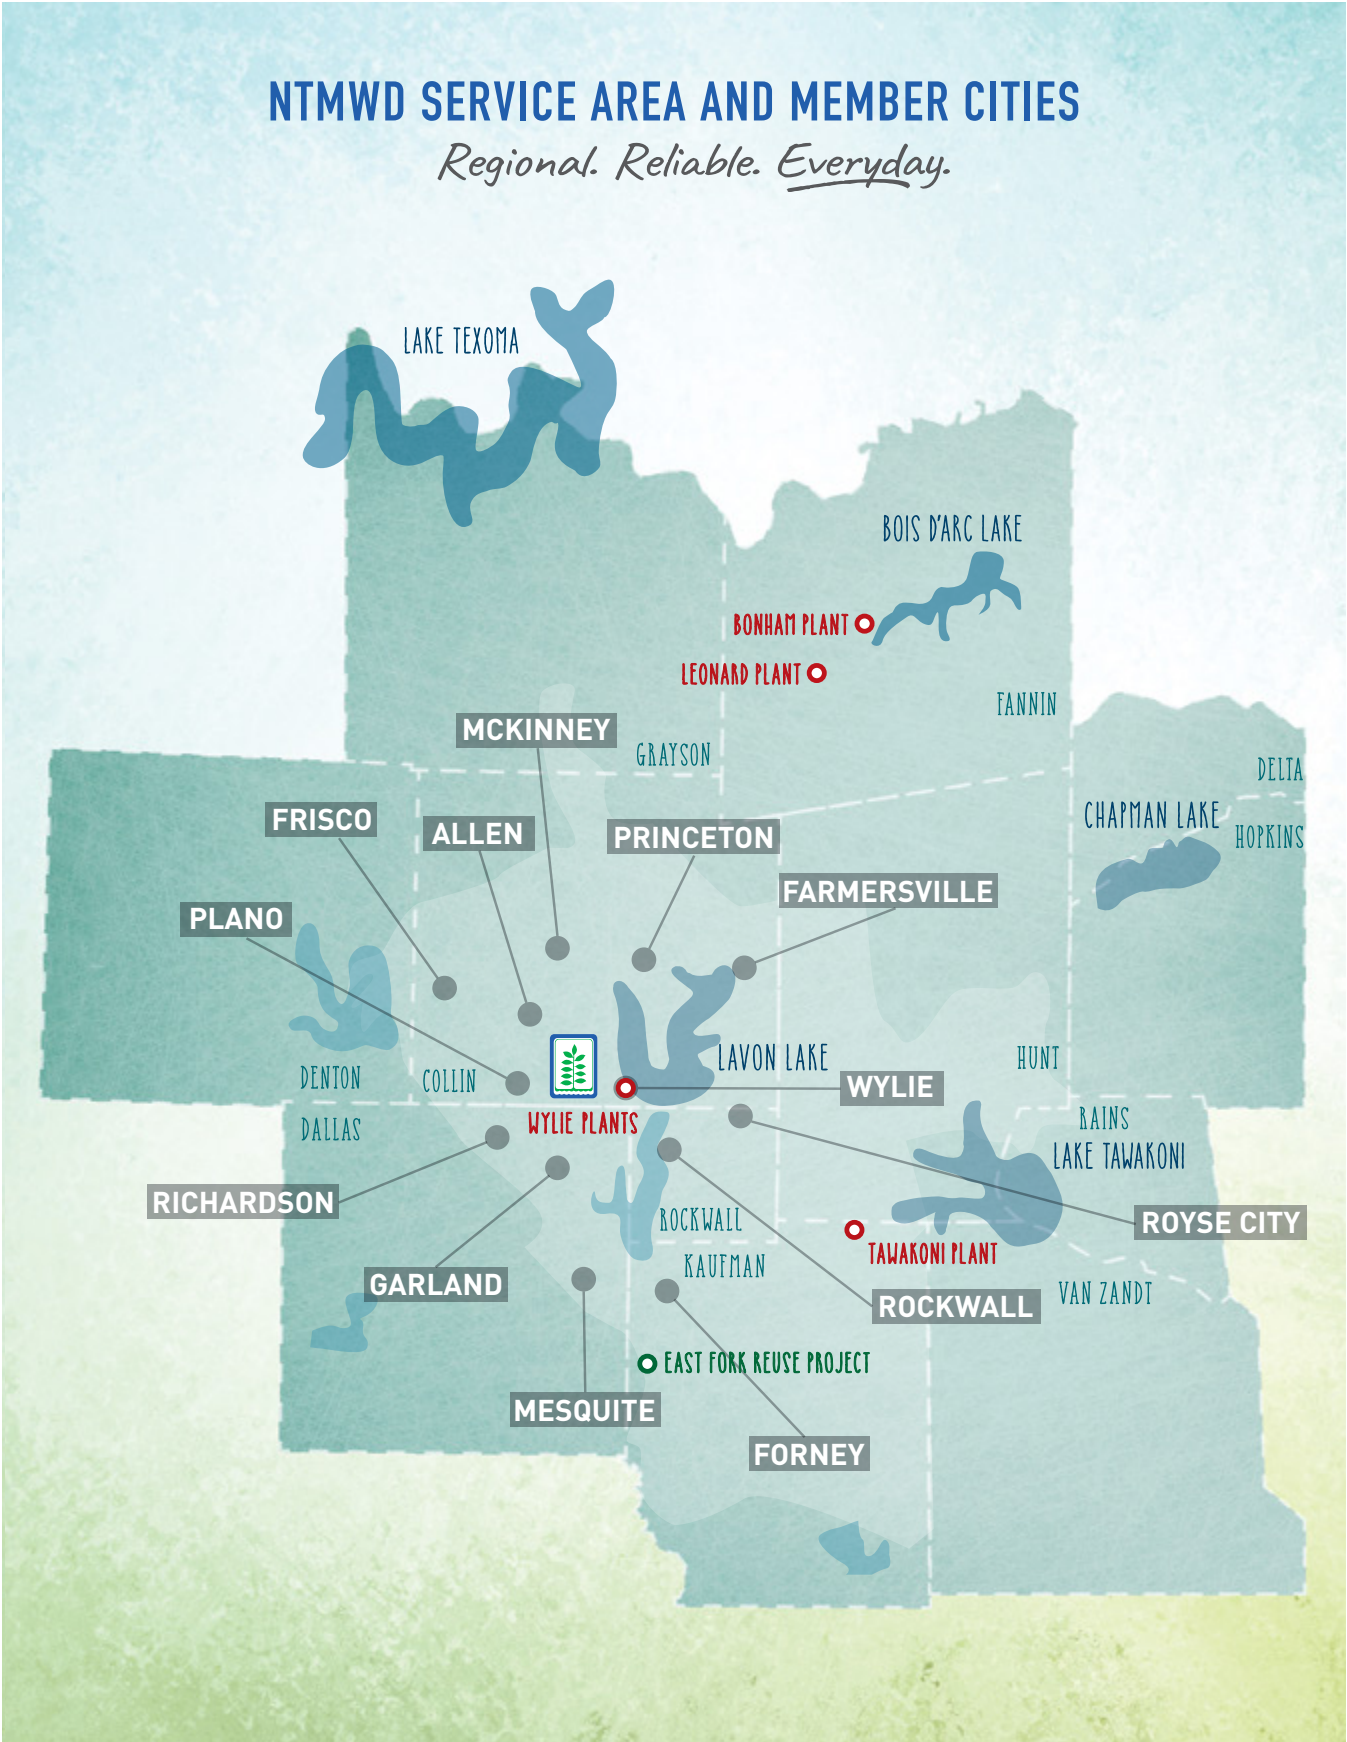 NTMWD SERVICE AREA AND MEMBER CITIES
Regional. Reliable. Everyday.
LAKE TEXOMA
BOIS D'ARC LAKE
BONHAM PLANT
LEONARD PLANT
FANNIN
MCKINNEY
GRAYSON
DELTA
CHAPMAN LAKE
FRISCO
ALLEN
PRINCETON
HOPKINS
FARMERSVILLE
PLANO
LAVON LAKE
HUNT
DENTON
COLLIN
WYLIE
WYLIE PLANTS
DALLAS
RAINS
LAKE TAWAKONI
RICHARDSON
ROCKWALL
ROYSE CITY
TAWAKONI PLANT
KAUFMAN
GARLAND
VAN ZANDT
ROCKWALL
EAST FORK REUSE PROJECT
MESQUITE
FORNEY